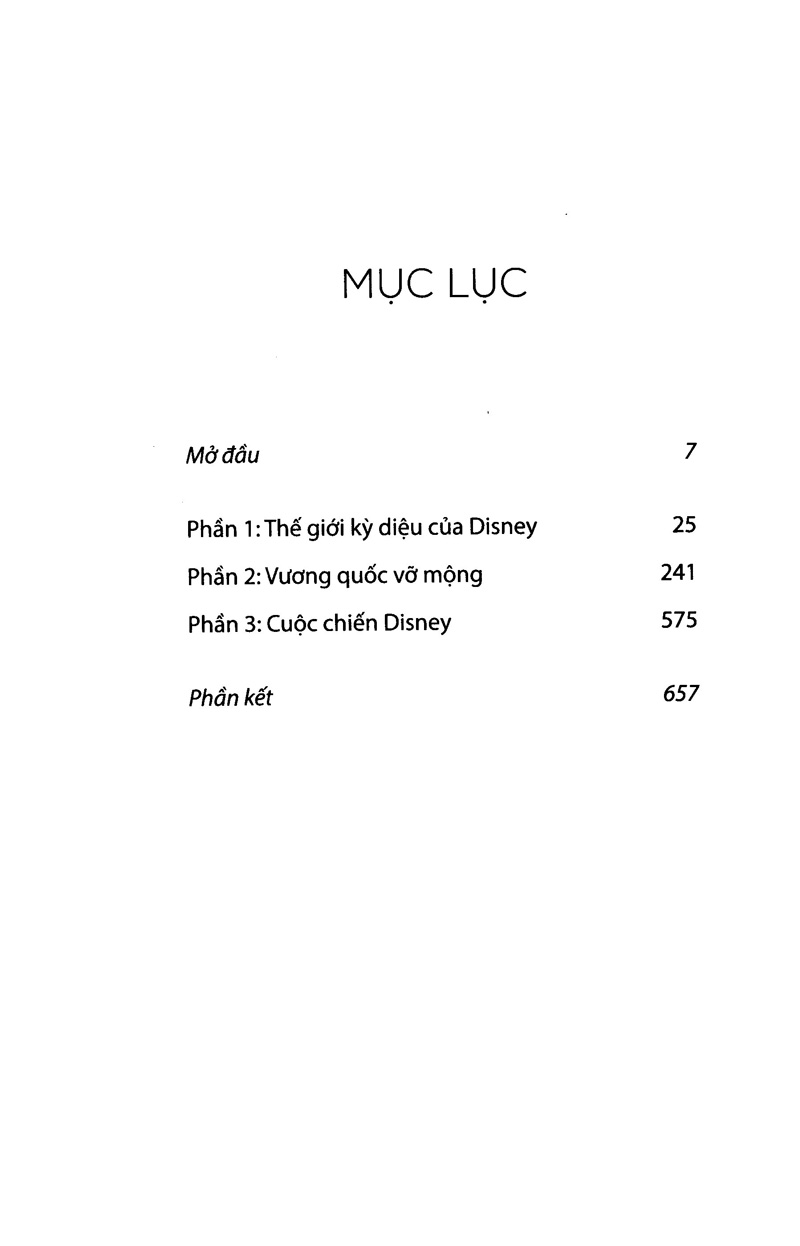 MỤC LỤC
Mở đầu 7
Phần 1: Thế giới kỳ diệu của Disney 25
Phần 2: Vương quốc vỡ mộng 241
Phần 3: Cuộc chiến Disney 575
Phần kết 657